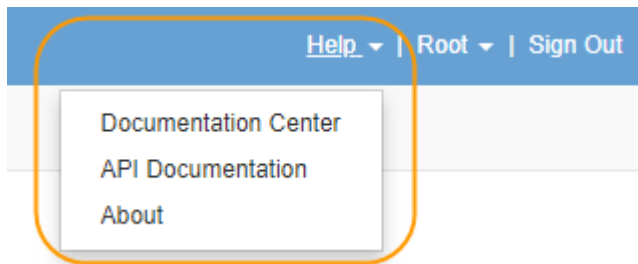 Help | Root | Sign Out
Documentation Center
API Documentation
About